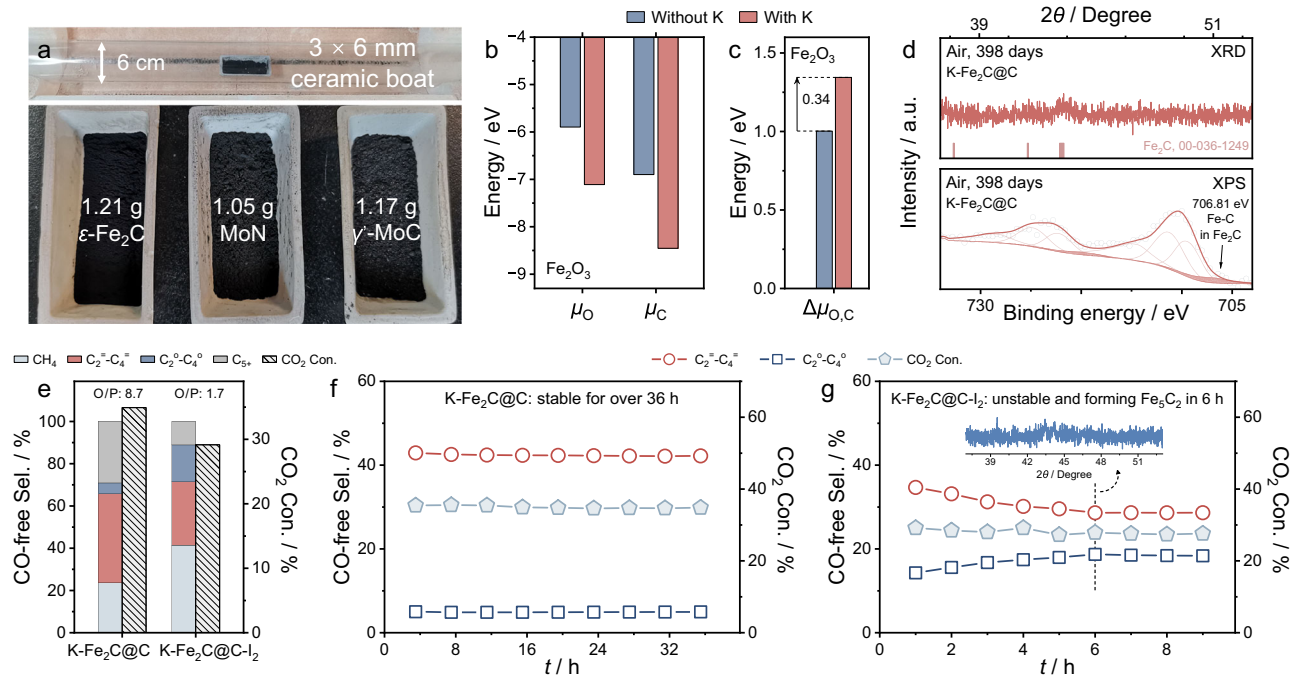 a
6 cm
3 × 6 mm
ceramic boat
1.21 g
ε-Fe₂C
1.05 g
MoN
1.17 g
γ'-MoC
Without K
With K
b
Energy / eV
−4
−5
−6
−7
−8
−9
Fe₂O₃
μ_O
μ_C
c
Energy / eV
1.5
1.0
0.5
0.0
Fe₂O₃
0.34
Δμ_O,C
d
2θ / Degree
39
51
Intensity / a.u.
Air, 398 days
K-Fe₂C@C
XRD
Fe₂C, 00-036-1249
Air, 398 days
K-Fe₂C@C
XPS
706.81 eV
Fe-C
in Fe₂C
730
705
Binding energy / eV
CH₄
C₂⁼-C₄⁼
C₂º-C₄º
C₅₊
CO₂ Con.
e
O/P: 8.7
O/P: 1.7
CO-free Sel. / %
100
80
60
40
20
0
CO₂ Con. / %
30
20
10
0
K-Fe₂C@C
K-Fe₂C@C-I₂
C₂⁼-C₄⁼
C₂º-C₄º
CO₂ Con.
f
K-Fe₂C@C: stable for over 36 h
CO-free Sel. / %
60
40
20
0
CO₂ Con. / %
60
40
20
0
0
8
16
24
32
40
t / h
g
K-Fe₂C@C-I₂: unstable and forming Fe₅C₂ in 6 h
39
42
45
48
51
2θ / Degree
CO-free Sel. / %
60
40
20
0
CO₂ Con. / %
60
40
20
0
0
2
4
6
8
t / h